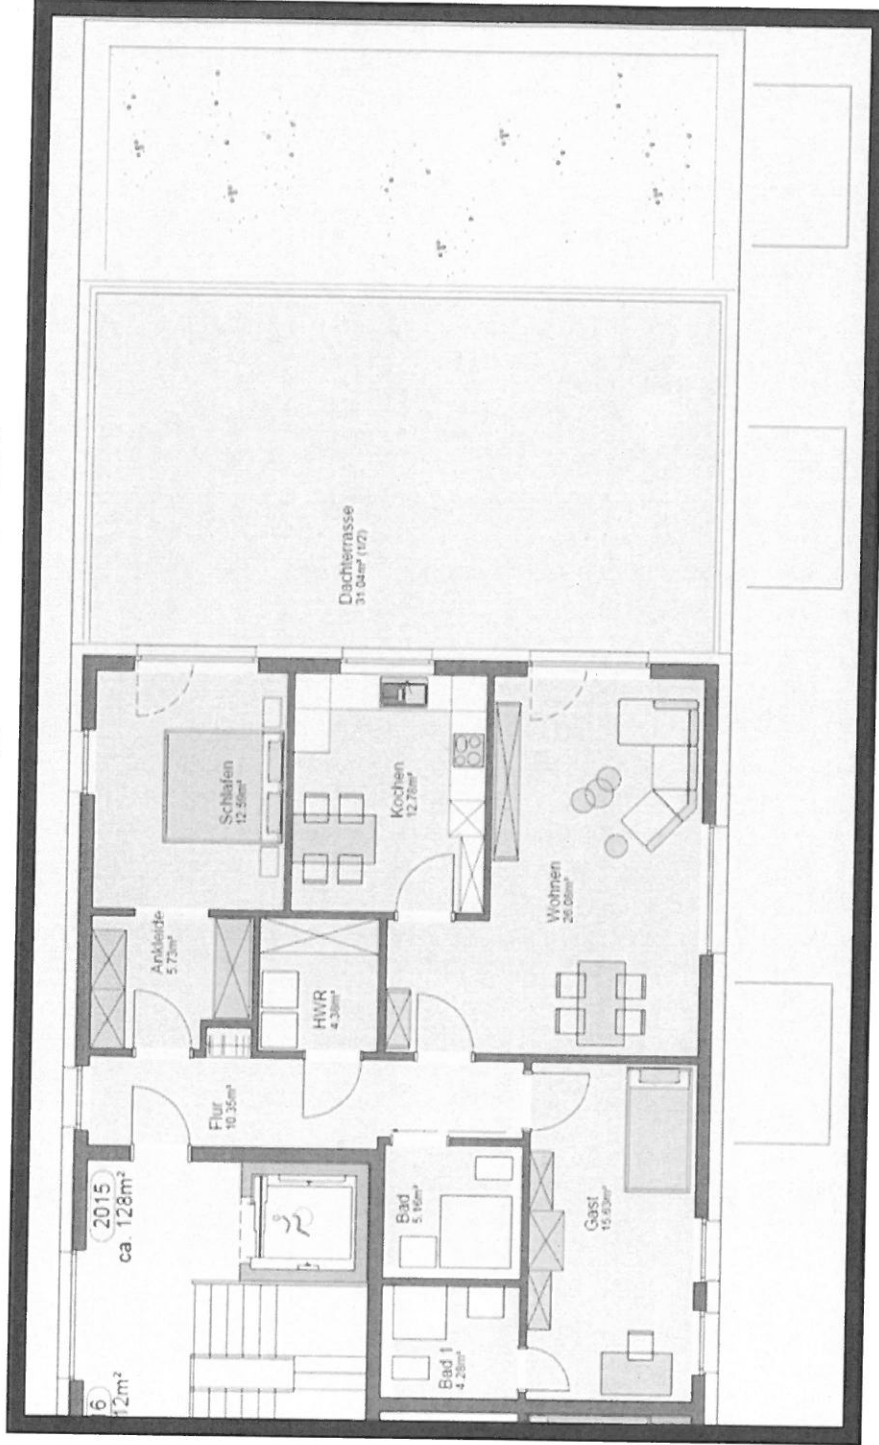 Dachterrasse
31.04m² (1/2)
Schlafen
12.59m²
Kochen
12.78m²
Wohnen
26.08m²
Ankleide
5.73m²
HWR
4.38m²
Flur
10.35m²
2015
ca. 128m²
Bad
5.16m²
Gast
15.63m²
Bad 1
4.28m²
6
12m²